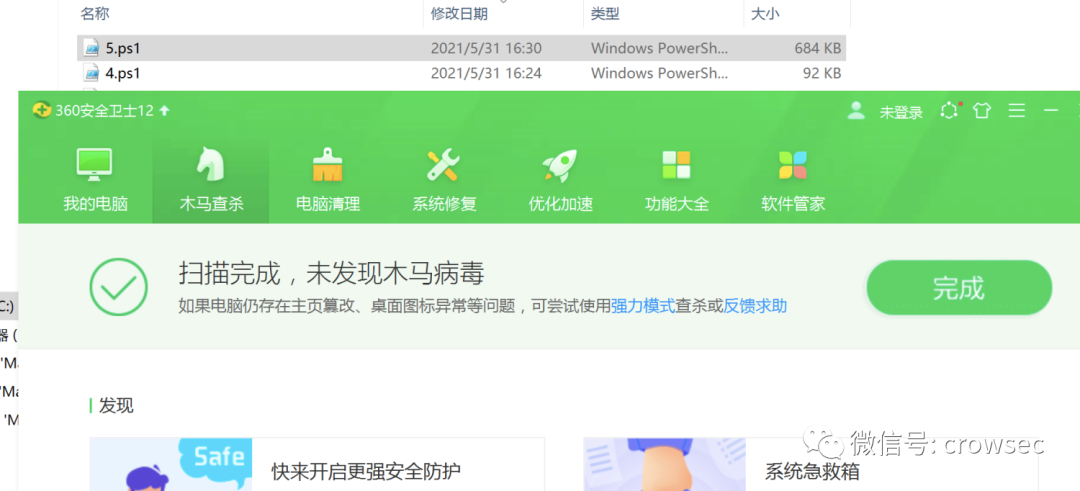 名称 修改日期 类型 大小
5.ps1 2021/5/31 16:30 Windows PowerSh... 684 KB
4.ps1 2021/5/31 16:24 Windows PowerSh... 92 KB
360安全卫士12 未登录
我的电脑 木马查杀 电脑清理 系统修复 优化加速 功能大全 软件管家
扫描完成，未发现木马病毒
如果电脑仍存在主页篡改、桌面图标异常等问题，可尝试使用强力模式查杀或反馈求助
完成
C:)
器 (
'Ma
'Ma
'M
发现
Safe
快来开启更强安全防护
系统急救箱
微信号: crowsec